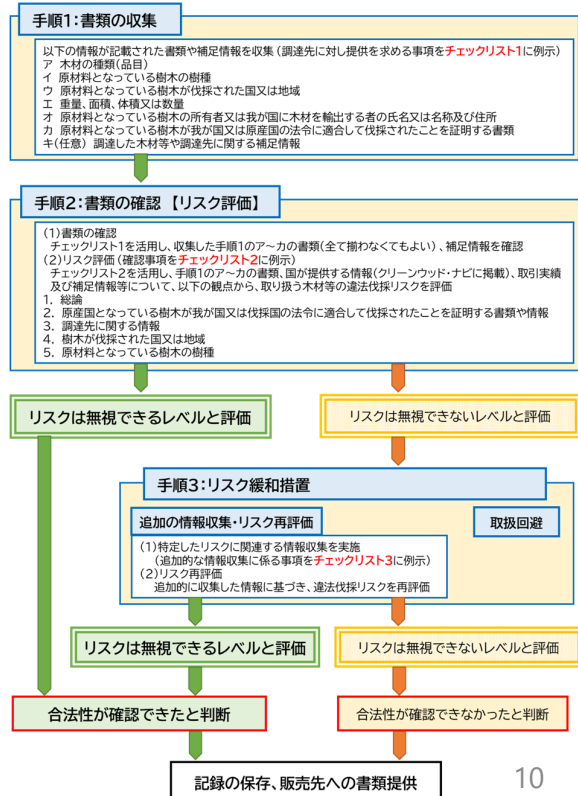 手順1:書類の収集
以下の情報が記載された書類や補足情報を収集(調達先に対し提供を求める事項をチェックリスト1に例示)
ア 木材の種類(品目)
イ 原材料となっている樹木の樹種
ウ 原材料となっている樹木が伐採された国又は地域
エ 重量、面積、体積又は数量
オ 原材料となっている樹木の所有者又は我が国に木材を輸出する者の氏名又は名称及び住所
カ 原材料となっている樹木が我が国又は原産国の法令に適合して伐採されたことを証明する書類
キ(任意) 調達した木材等や調達先に関する補足情報
手順2:書類の確認 【リスク評価】
(1)書類の確認
チェックリスト1を活用し、収集した手順1のア~カの書類(全て揃わなくてもよい)、補足情報を確認
(2)リスク評価(確認事項をチェックリスト2に例示)
チェックリスト2を活用し、手順1のア~カの書類、国が提供する情報(クリーンウッド・ナビに掲載)、取引実績
及び補足情報等について、以下の観点から、取り扱う木材等の違法伐採リスクを評価
1. 総論
2. 原産国となっている樹木が我が国又は伐採国の法令に適合して伐採されたことを証明する書類や情報
3. 調達先に関する情報
4. 樹木が伐採された国又は地域
5. 原材料となっている樹木の樹種
リスクは無視できるレベルと評価
リスクは無視できないレベルと評価
手順3:リスク緩和措置
追加の情報収集・リスク再評価
取扱回避
(1)特定したリスクに関連する情報収集を実施
(追加的な情報収集に係る事項をチェックリスト3に例示)
(2)リスク再評価
追加的に収集した情報に基づき、違法伐採リスクを再評価
リスクは無視できるレベルと評価
リスクは無視できないレベルと評価
合法性が確認できたと判断
合法性が確認できなかったと判断
記録の保存、販売先への書類提供
10